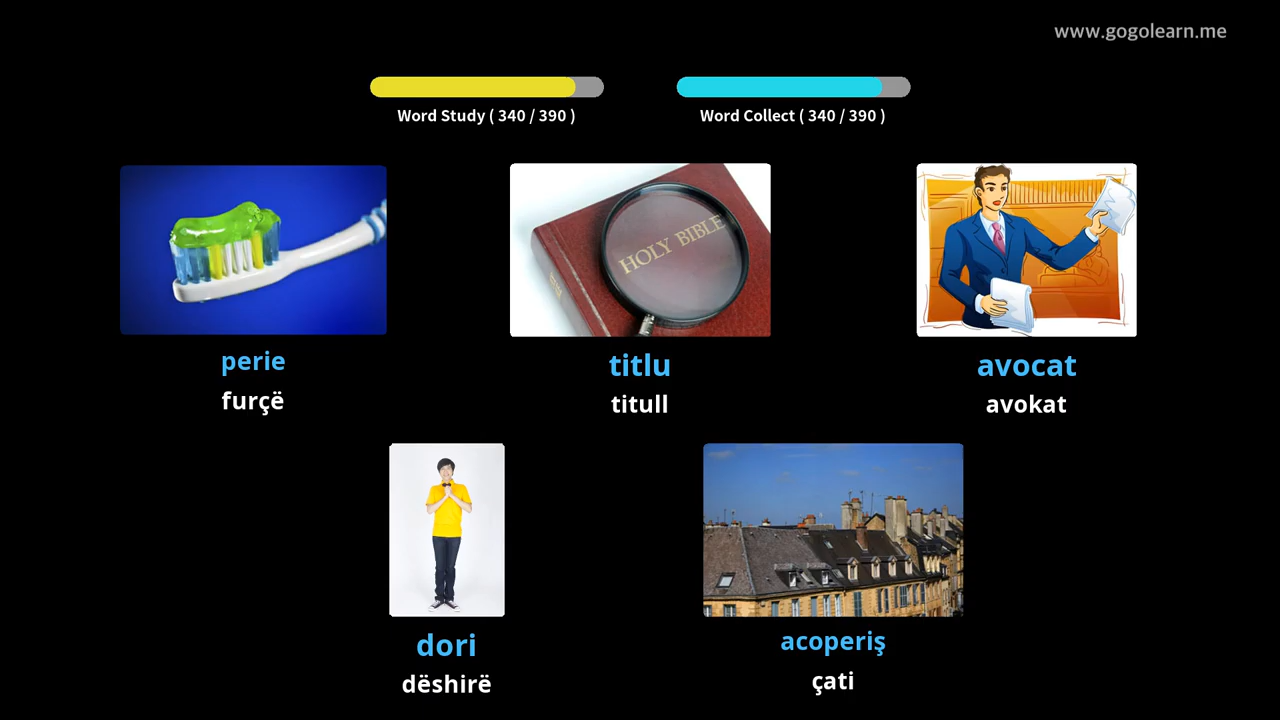 www.gogolearn.me
Word Study ( 340 / 390 )
Word Collect ( 340 / 390 )
HOLY BIBLE
perie
furçë
titlu
titull
avocat
avokat
dori
dëshirë
acoperiş
çati